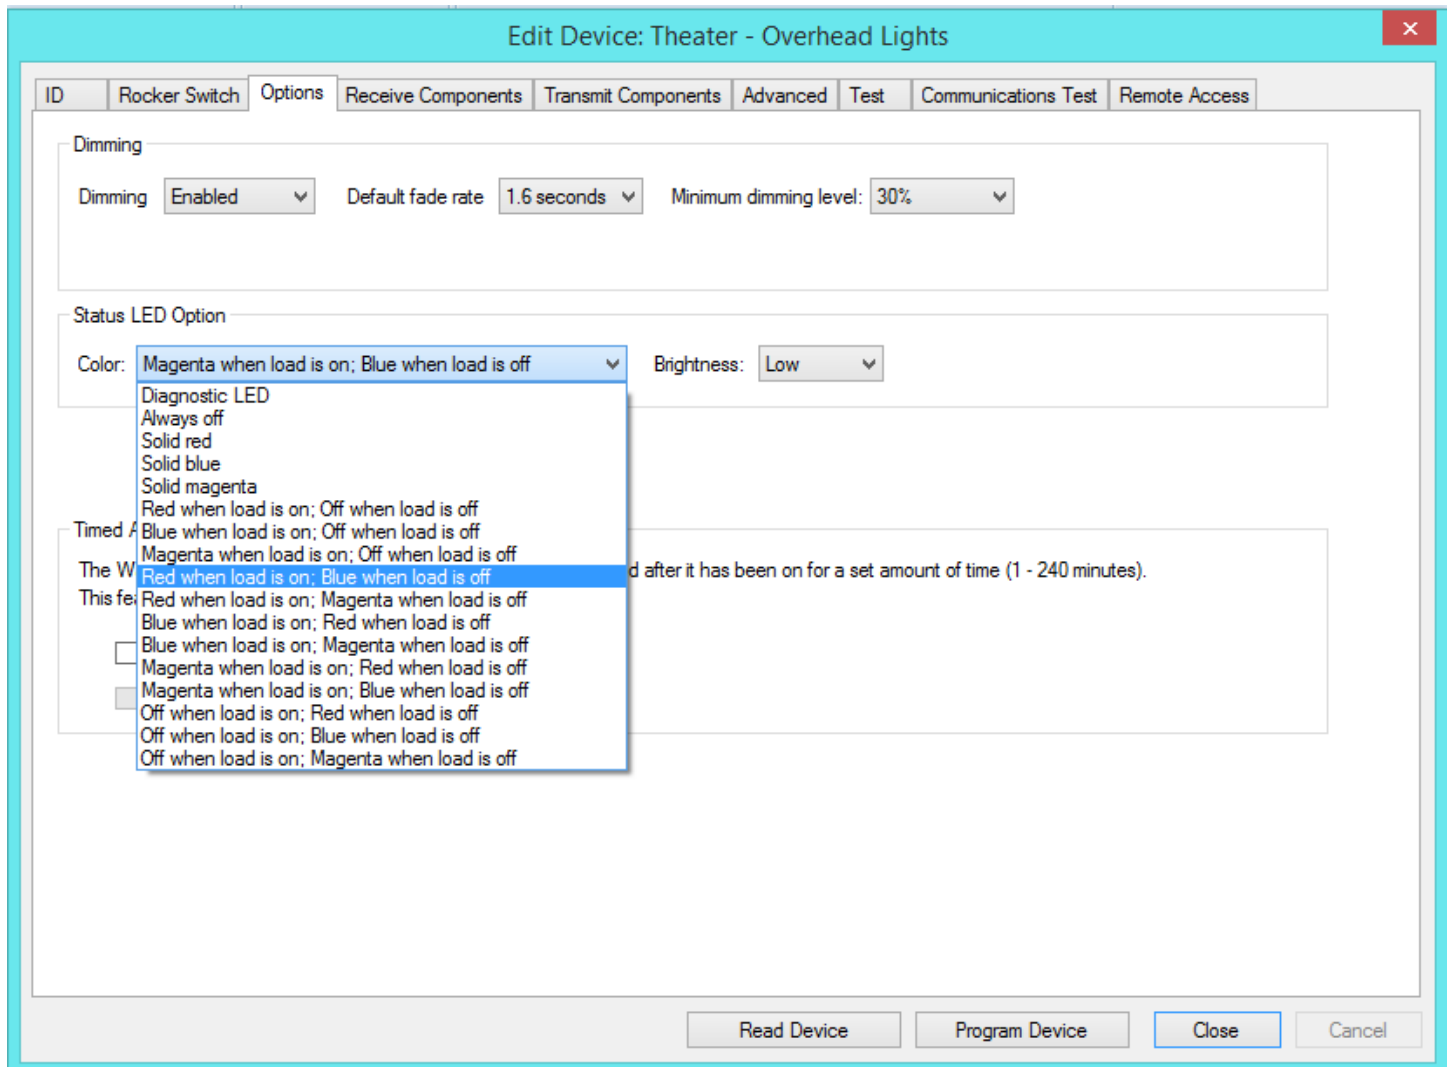 Edit Device: Theater - Overhead Lights
ID Rocker Switch Options Receive Components Transmit Components Advanced Test Communications Test Remote Access
Dimming
Dimming Enabled Default fade rate 1.6 seconds Minimum dimming level: 30%
Status LED Option
Color: Magenta when load is on; Blue when load is off Brightness: Low
Diagnostic LED
Always off
Solid red
Solid blue
Solid magenta
Red when load is on; Off when load is off
Timed
Blue when load is on; Off when load is off
Magenta when load is on; Off when load is off
The
Red when load is on; Blue when load is off
after it has been on for a set amount of time (1 - 240 minutes).
This
Red when load is on; Magenta when load is off
Blue when load is on; Red when load is off
Blue when load is on; Magenta when load is off
Magenta when load is on; Red when load is off
Magenta when load is on; Blue when load is off
Off when load is on; Red when load is off
Off when load is on; Blue when load is off
Off when load is on; Magenta when load is off
Read Device Program Device Close Cancel